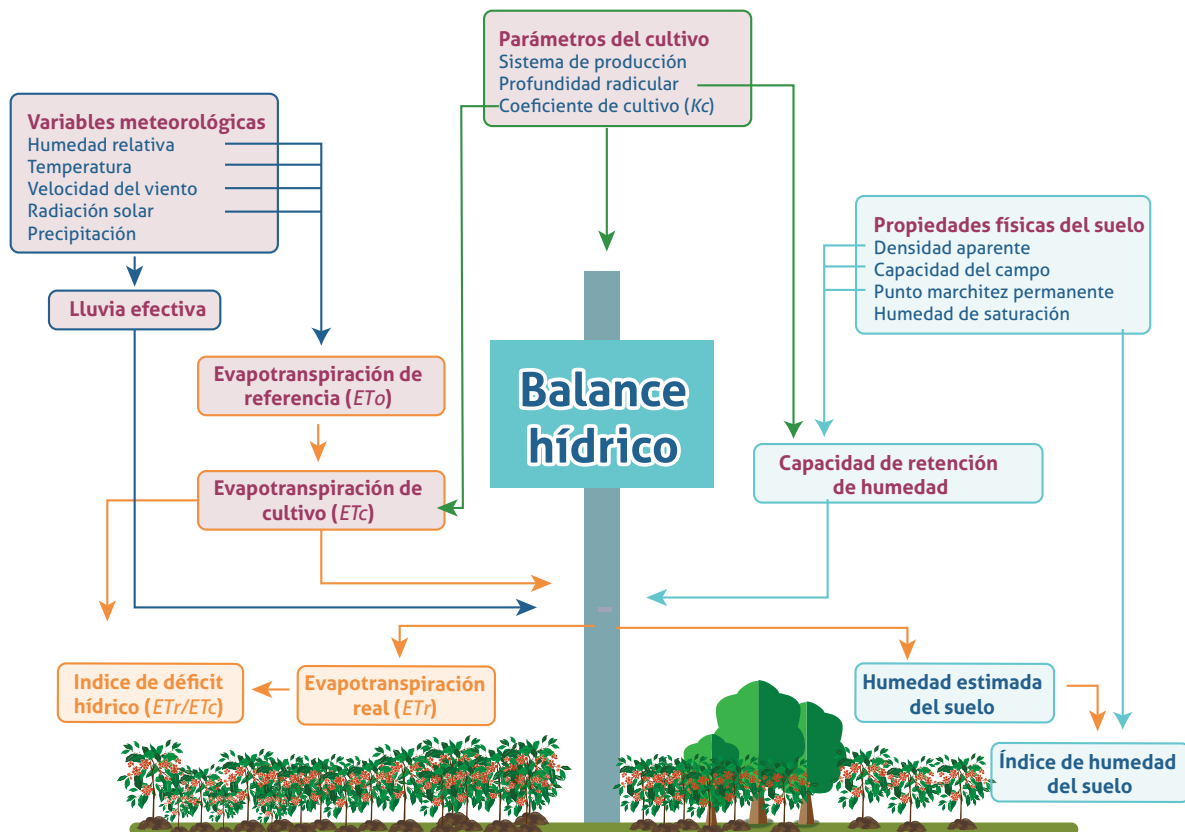 Parámetros del cultivo
Sistema de producción
Profundidad radicular
Coeficiente de cultivo (Kc)
Variables meteorológicas
Humedad relativa
Temperatura
Velocidad del viento
Radiación solar
Precipitación
Propiedades físicas del suelo
Densidad aparente
Capacidad del campo
Punto marchitez permanente
Humedad de saturación
Lluvia efectiva
Evapotranspiración de
referencia (ETo)
Balance
hídrico
Capacidad de retención
de humedad
Evapotranspiración de
cultivo (ETc)
Indice de déficit
hídrico (ETr/ETc)
Evapotranspiración
real (ETr)
Humedad estimada
del suelo
Índice de humedad
del suelo